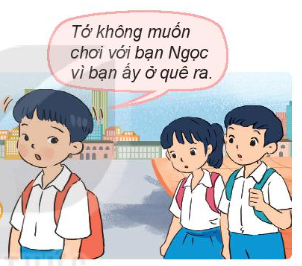 Tớ không muốn
chơi với bạn Ngọc
vì bạn ấy ở quê ra.